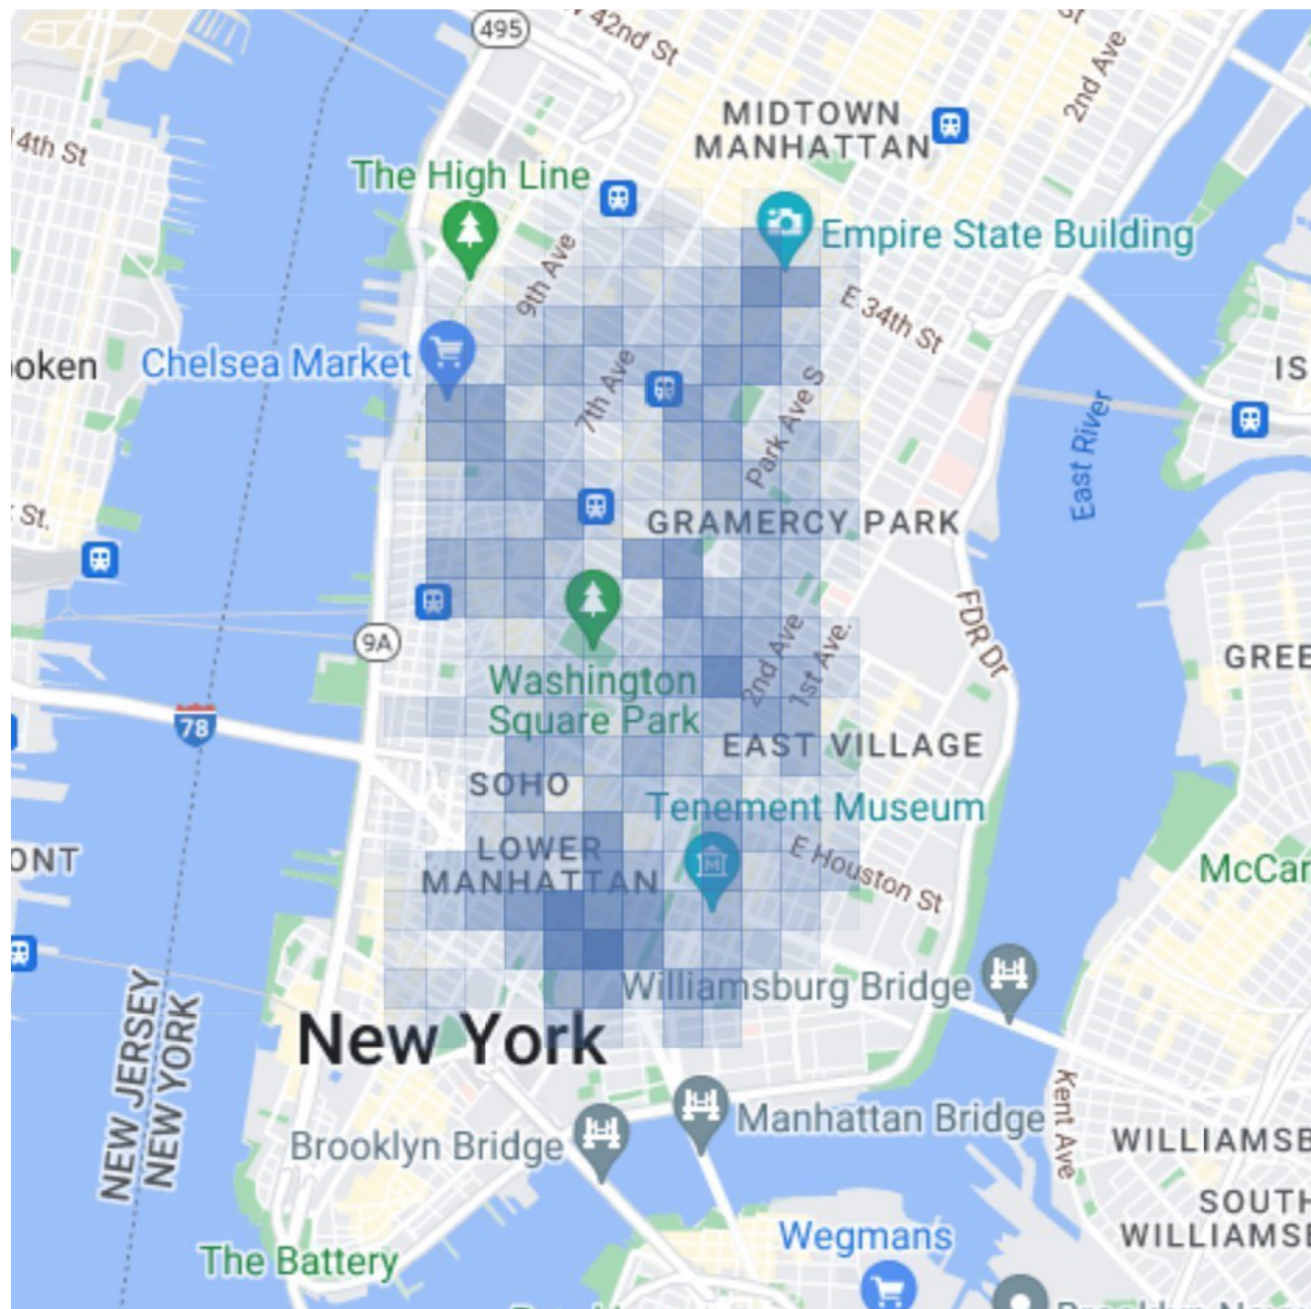 495
W 42nd St
St
2nd Ave
MIDTOWN
MANHATTAN
14th St
The High Line
Empire State Building
9th Ave
E 34th St
oken
Chelsea Market
7th Ave
Park Ave S
IS
East River
St.
GRAMERCY PARK
9A
FDR Dr
2nd Ave
1st Ave.
GREE
Washington
Square Park
78
EAST VILLAGE
SOHO
Tenement Museum
LOWER
MANHATTAN
M
E Houston St
ONT
McCar
Williamsburg Bridge
NEW JERSEY
NEW YORK
New York
Kent Ave
Manhattan Bridge
Brooklyn Bridge
WILLIAMSB
SOUTH
WILLIAMSB
Wegmans
The Battery